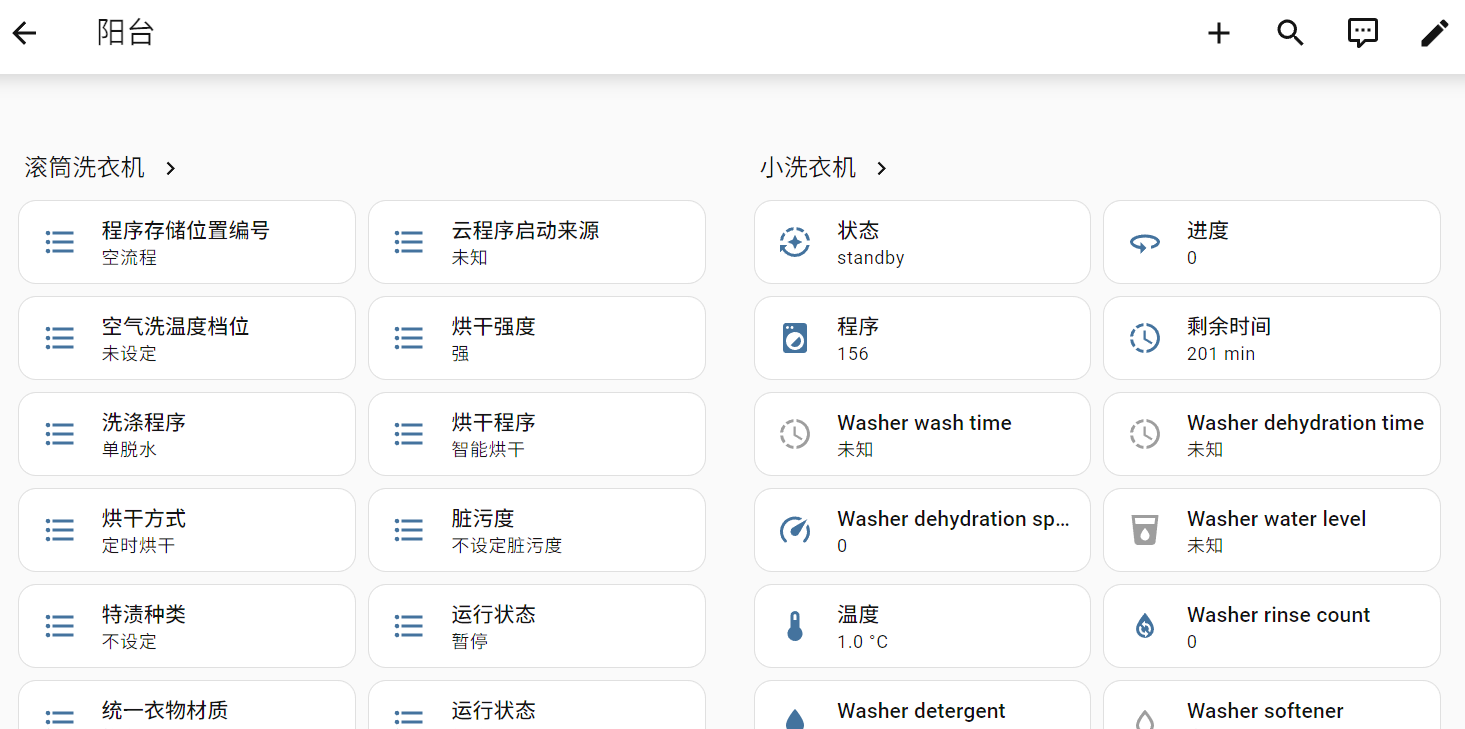 阳台
滚筒洗衣机
程序存储位置编号
空流程
云程序启动来源
未知
空气洗温度档位
未设定
烘干强度
强
洗涤程序
单脱水
烘干程序
智能烘干
烘干方式
定时烘干
脏污度
不设定脏污度
特渍种类
不设定
运行状态
暂停
统一衣物材质
运行状态
小洗衣机
状态
standby
进度
0
程序
156
剩余时间
201 min
Washer wash time
未知
Washer dehydration time
未知
Washer dehydration sp...
0
Washer water level
未知
温度
1.0 °C
Washer rinse count
0
Washer detergent
Washer softener